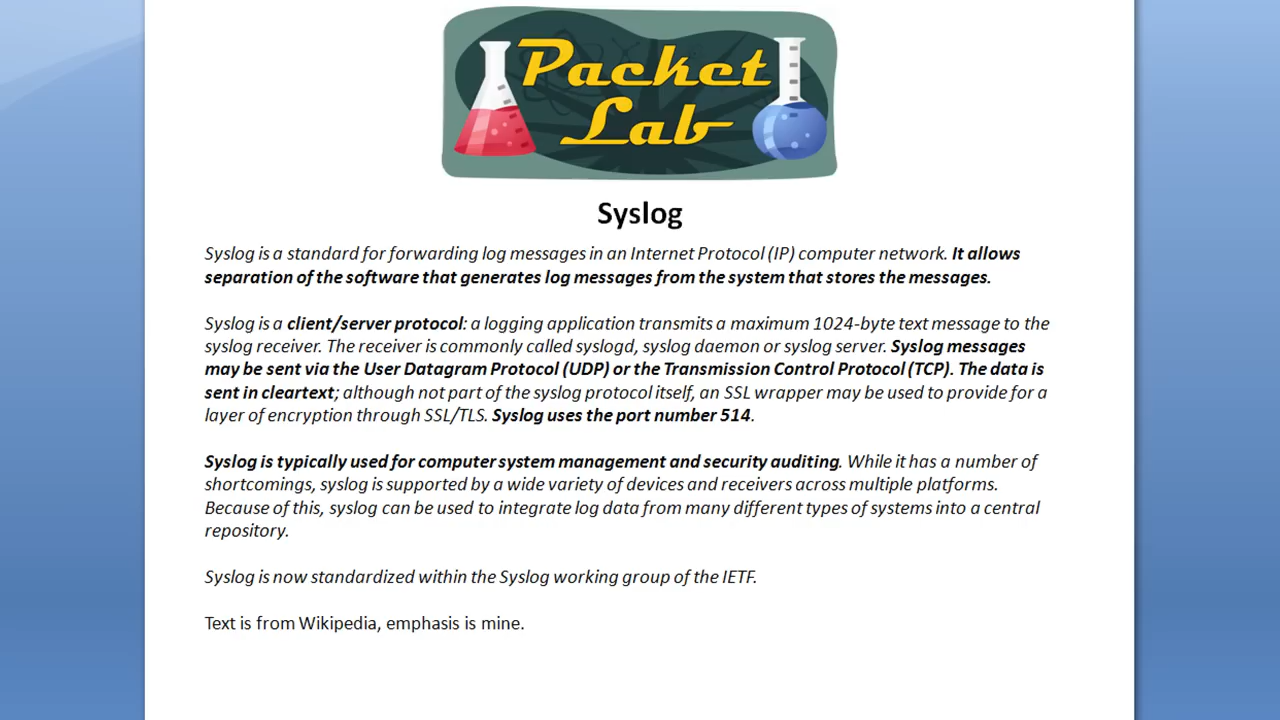 Packet
Lab
Syslog
Syslog is a standard for forwarding log messages in an Internet Protocol (IP) computer network. It allows
separation of the software that generates log messages from the system that stores the messages.
Syslog is a client/server protocol: a logging application transmits a maximum 1024-byte text message to the
syslog receiver. The receiver is commonly called syslogd, syslog daemon or syslog server. Syslog messages
may be sent via the User Datagram Protocol (UDP) or the Transmission Control Protocol (TCP). The data is
sent in cleartext; although not part of the syslog protocol itself, an SSL wrapper may be used to provide for a
layer of encryption through SSL/TLS. Syslog uses the port number 514.
Syslog is typically used for computer system management and security auditing. While it has a number of
shortcomings, syslog is supported by a wide variety of devices and receivers across multiple platforms.
Because of this, syslog can be used to integrate log data from many different types of systems into a central
repository.
Syslog is now standardized within the Syslog working group of the IETF.
Text is from Wikipedia, emphasis is mine.